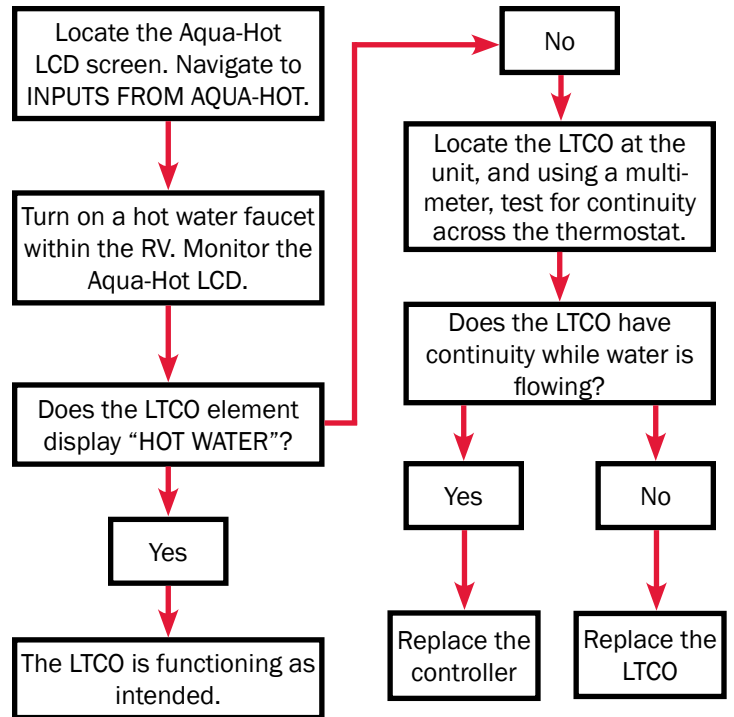 Locate the Aqua-Hot
LCD screen. Navigate to
INPUTS FROM AQUA-HOT.
Turn on a hot water faucet
within the RV. Monitor the
Aqua-Hot LCD.
Does the LTCO element
display “HOT WATER”?
Yes
The LTCO is functioning as
intended.
No
Locate the LTCO at the
unit, and using a multi-
meter, test for continuity
across the thermostat.
Does the LTCO have
continuity while water is
flowing?
Yes
No
Replace the
controller
Replace the
LTCO